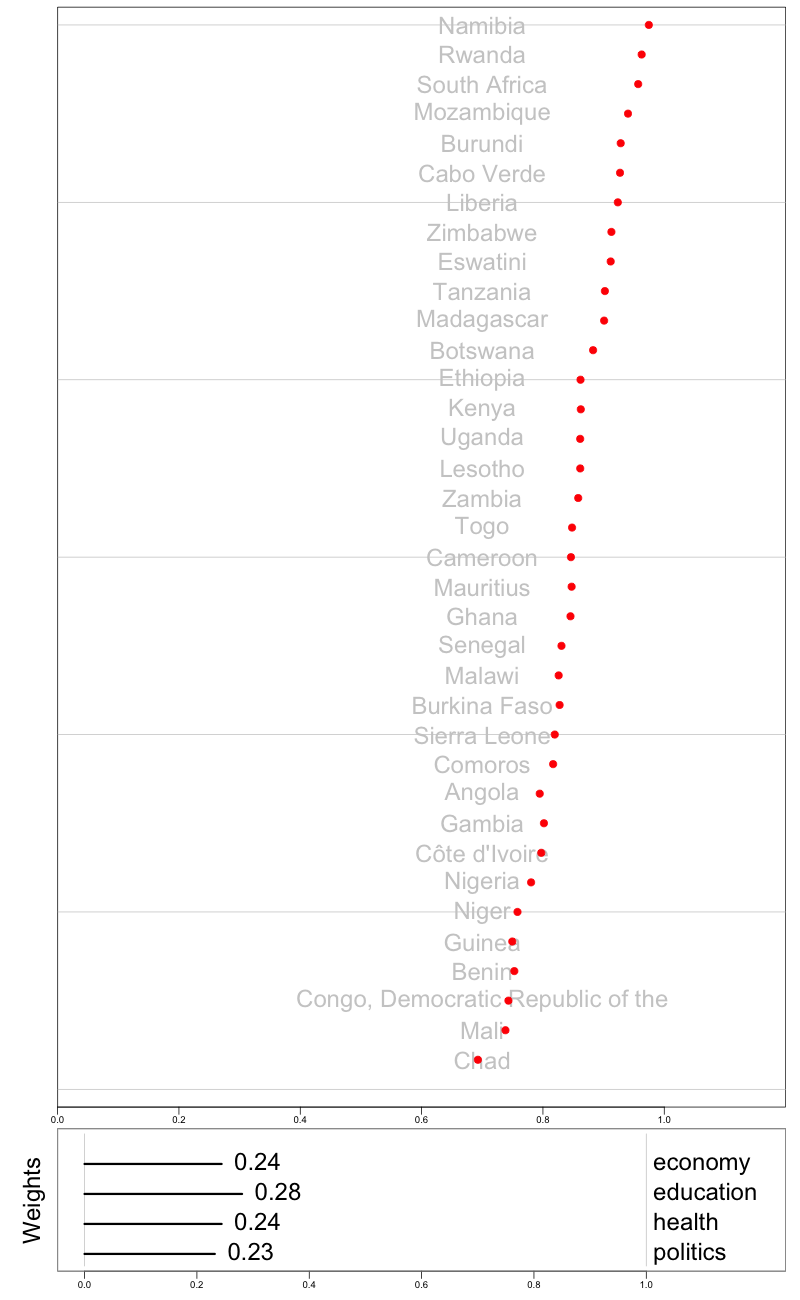 Namibia
Rwanda
South Africa
Mozambique
Burundi
Cabo Verde
Liberia
Zimbabwe
Eswatini
Tanzania
Madagascar
Botswana
Ethiopia
Kenya
Uganda
Lesotho
Zambia
Togo
Cameroon
Mauritius
Ghana
Senegal
Malawi
Burkina Faso
Sierra Leone
Comoros
Angola
Gambia
Côte d'Ivoire
Nigeria
Niger
Guinea
Benin
Congo, Democratic Republic of the
Mali
Chad
0.0 0.2 0.4 0.6 0.8 1.0
Weights
0.24 economy
0.28 education
0.24 health
0.23 politics
0.0 0.2 0.4 0.6 0.8 1.0